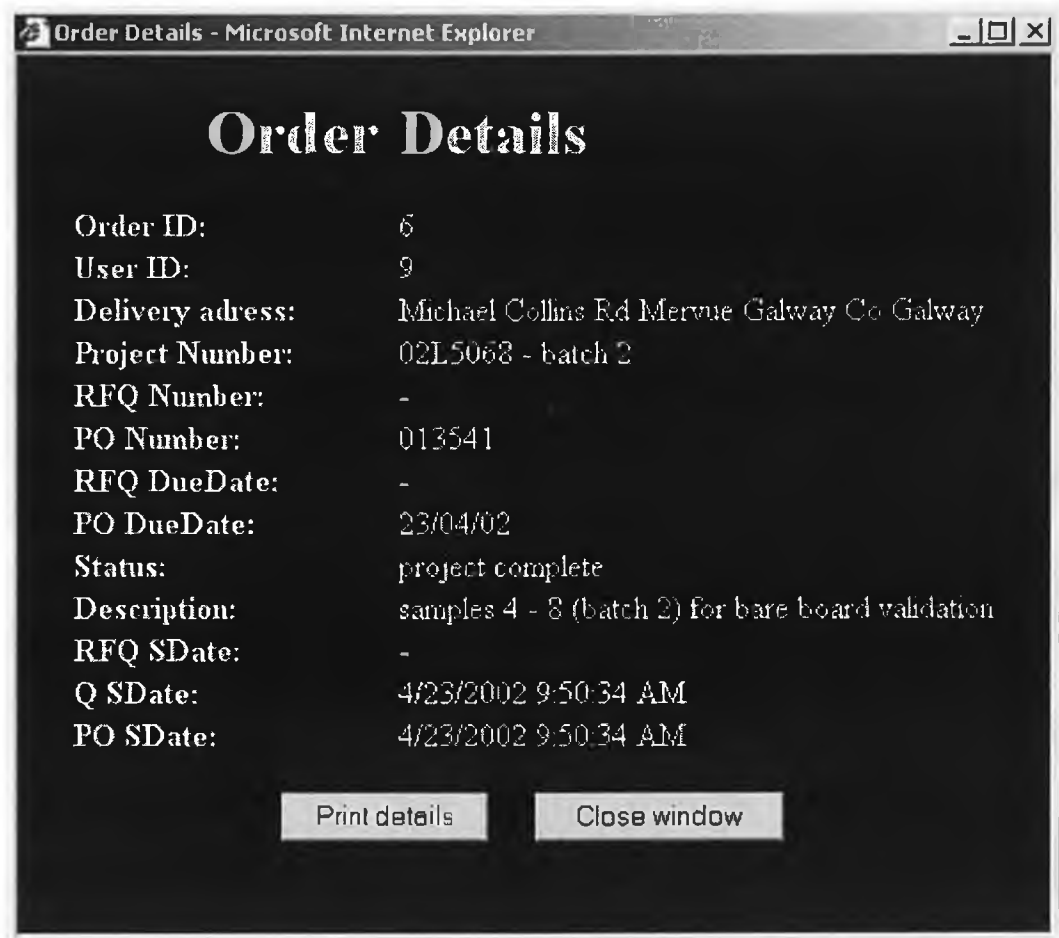 Order Details - Microsoft Internet Explorer
Order Details
Order ID: 6
User ID: 9
Delivery adress: Michael Collins Rd Mervue Galway Co Galway
Project Number: 02L5068 - batch 2
RFQ Number: -
PO Number: 013541
RFQ DueDate: -
PO DueDate: 23/04/02
Status: project complete
Description: samples 4 - 8 (batch 2) for bare board validation
RFQ SDate: -
Q SDate: 4/23/2002 9:50:34 AM
PO SDate: 4/23/2002 9:50:34 AM
Print details Close window